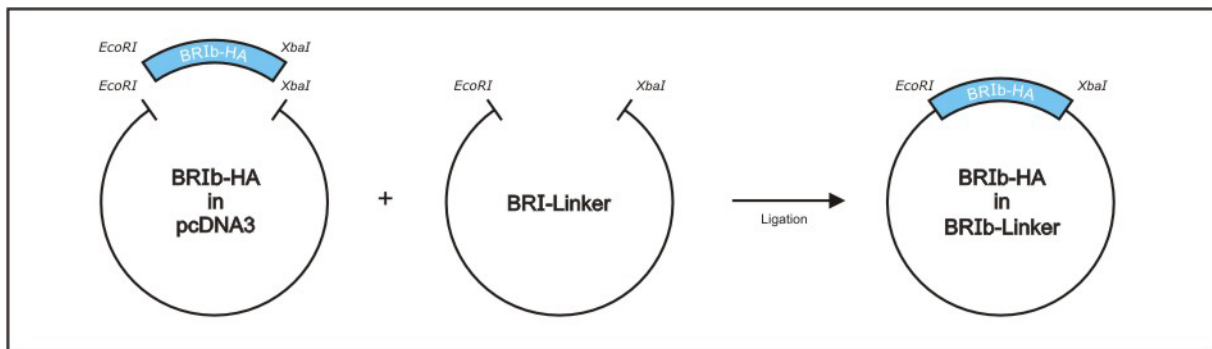 EcoRI BRIb-HA XbaI
EcoRI XbaI
BRIb-HA
in
pcDNA3
+
EcoRI XbaI
BRI-Linker
Ligation
EcoRI BRIb-HA XbaI
BRIb-HA
in
BRIb-Linker